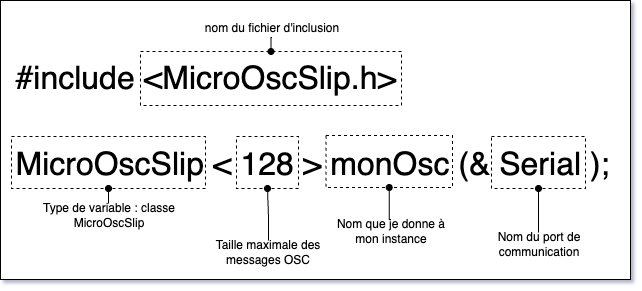 nom du fichier d'inclusion
#include <MicroOscSlip.h>
MicroOscSlip < 128 > monOsc (& Serial );
Type de variable : classe
MicroOscSlip
Taille maximale des
messages OSC
Nom que je donne à
mon instance
Nom du port de
communication